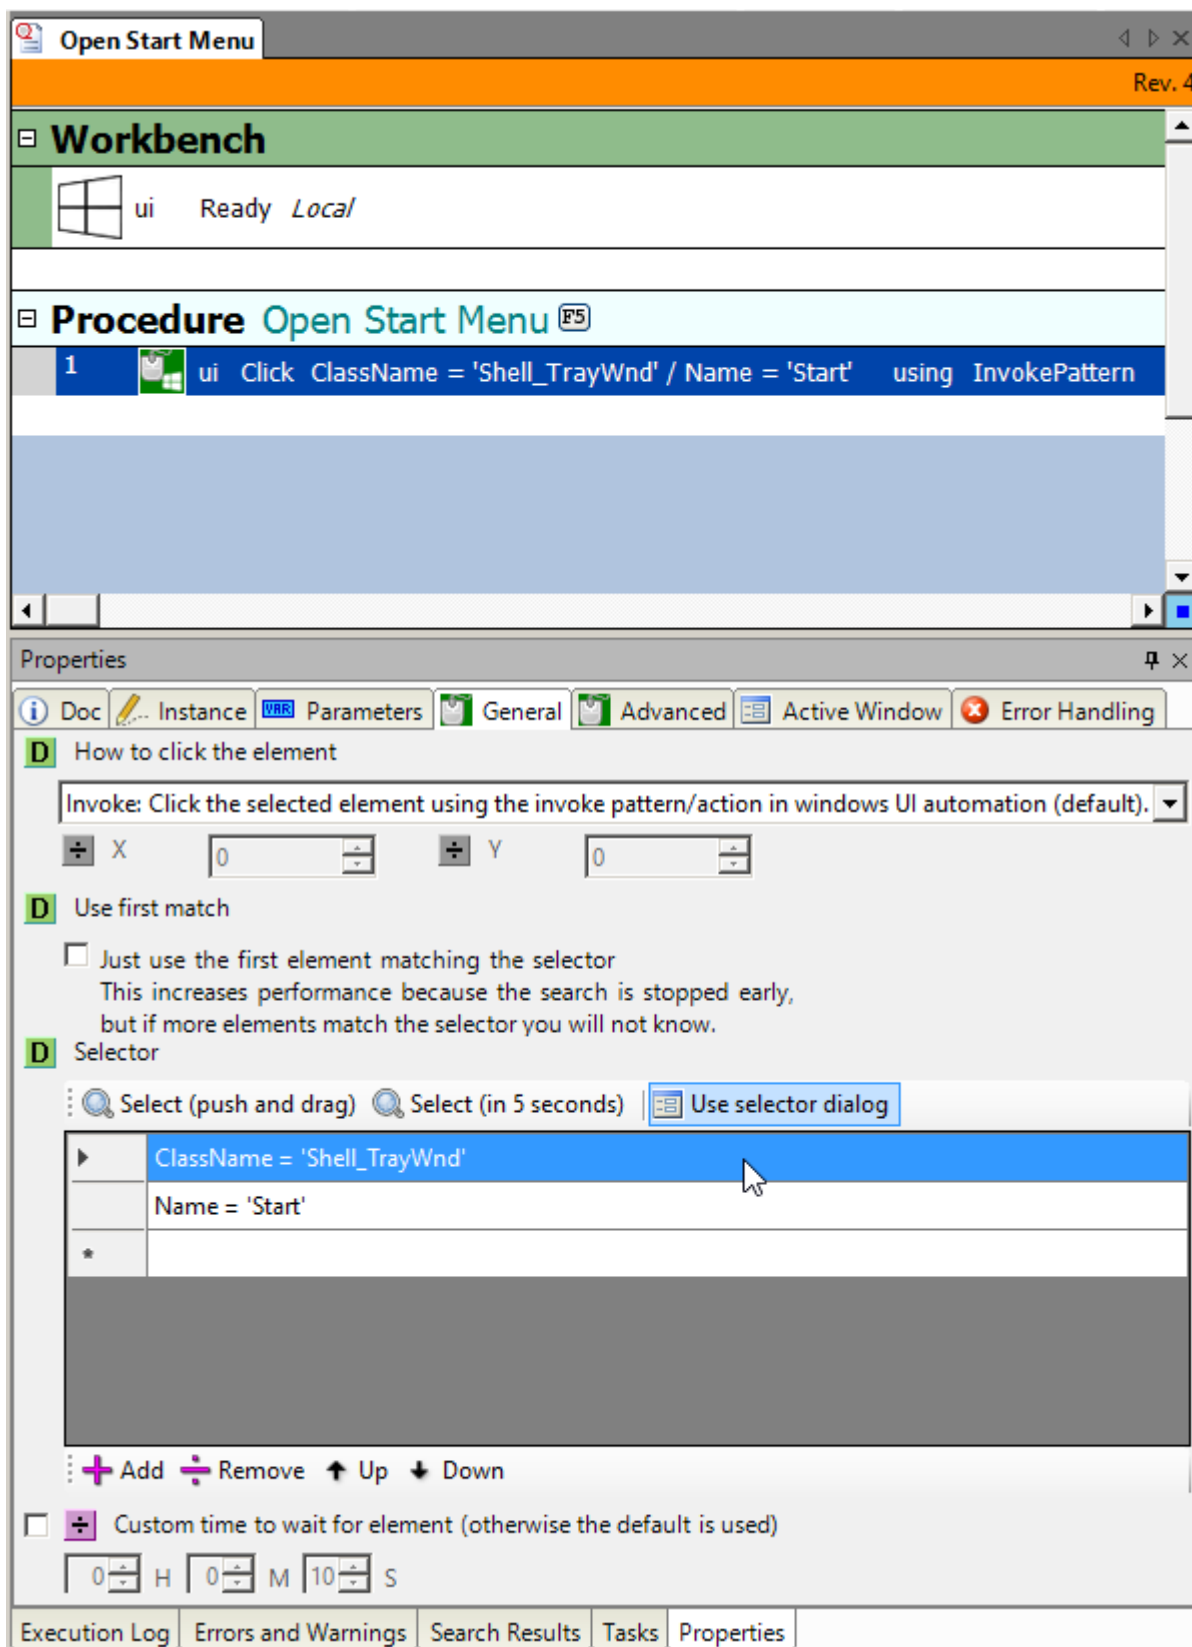 Open Start Menu
Rev. 4
Workbench
ui Ready Local
Procedure Open Start Menu F5
1 ui Click ClassName = 'Shell_TrayWnd' / Name = 'Start' using InvokePattern
Properties
Doc Instance VAR Parameters General Advanced Active Window Error Handling
D How to click the element
Invoke: Click the selected element using the invoke pattern/action in windows UI automation (default).
X 0 Y 0
D Use first match
Just use the first element matching the selector
This increases performance because the search is stopped early,
but if more elements match the selector you will not know.
D Selector
Select (push and drag) Select (in 5 seconds) Use selector dialog
ClassName = 'Shell_TrayWnd'
Name = 'Start'
*
Add Remove Up Down
Custom time to wait for element (otherwise the default is used)
0 H 0 M 10 S
Execution Log Errors and Warnings Search Results Tasks Properties